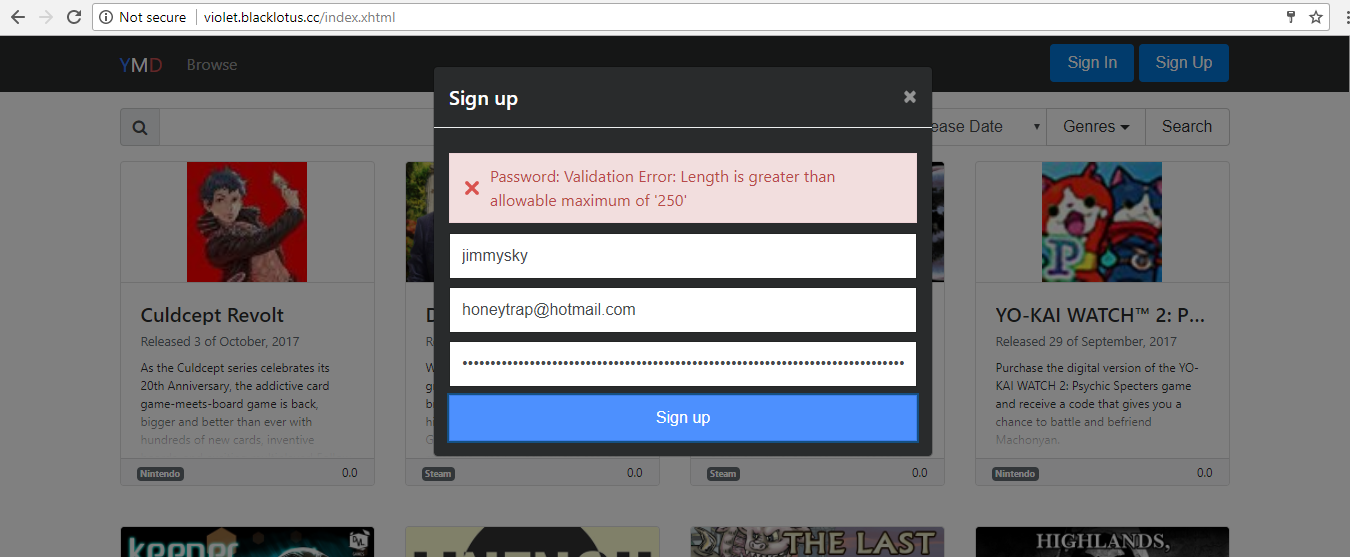 Not secure
violet.blacklotus.cc/index.xhtml
YMD
Browse
Sign In
Sign Up
ease Date
Genres
Search
Sign up
Password: Validation Error: Length is greater than
allowable maximum of '250'
jimmysky
honeytrap@hotmail.com
Sign up
Culdcept Revolt
Released 3 of October, 2017
As the Culdcept series celebrates its
20th Anniversary, the addictive card
game-meets-board game is back,
bigger and better than ever with
hundreds of new cards, inventive
Nintendo
0.0
Steam
0.0
Steam
0.0
YO-KAI WATCH™ 2: P...
Released 29 of September, 2017
Purchase the digital version of the YO-
KAI WATCH 2: Psychic Specters game
and receive a code that gives you a
chance to battle and befriend
Machonyan.
Nintendo
0.0
keeper
THE LAST
HIGHLANDS,